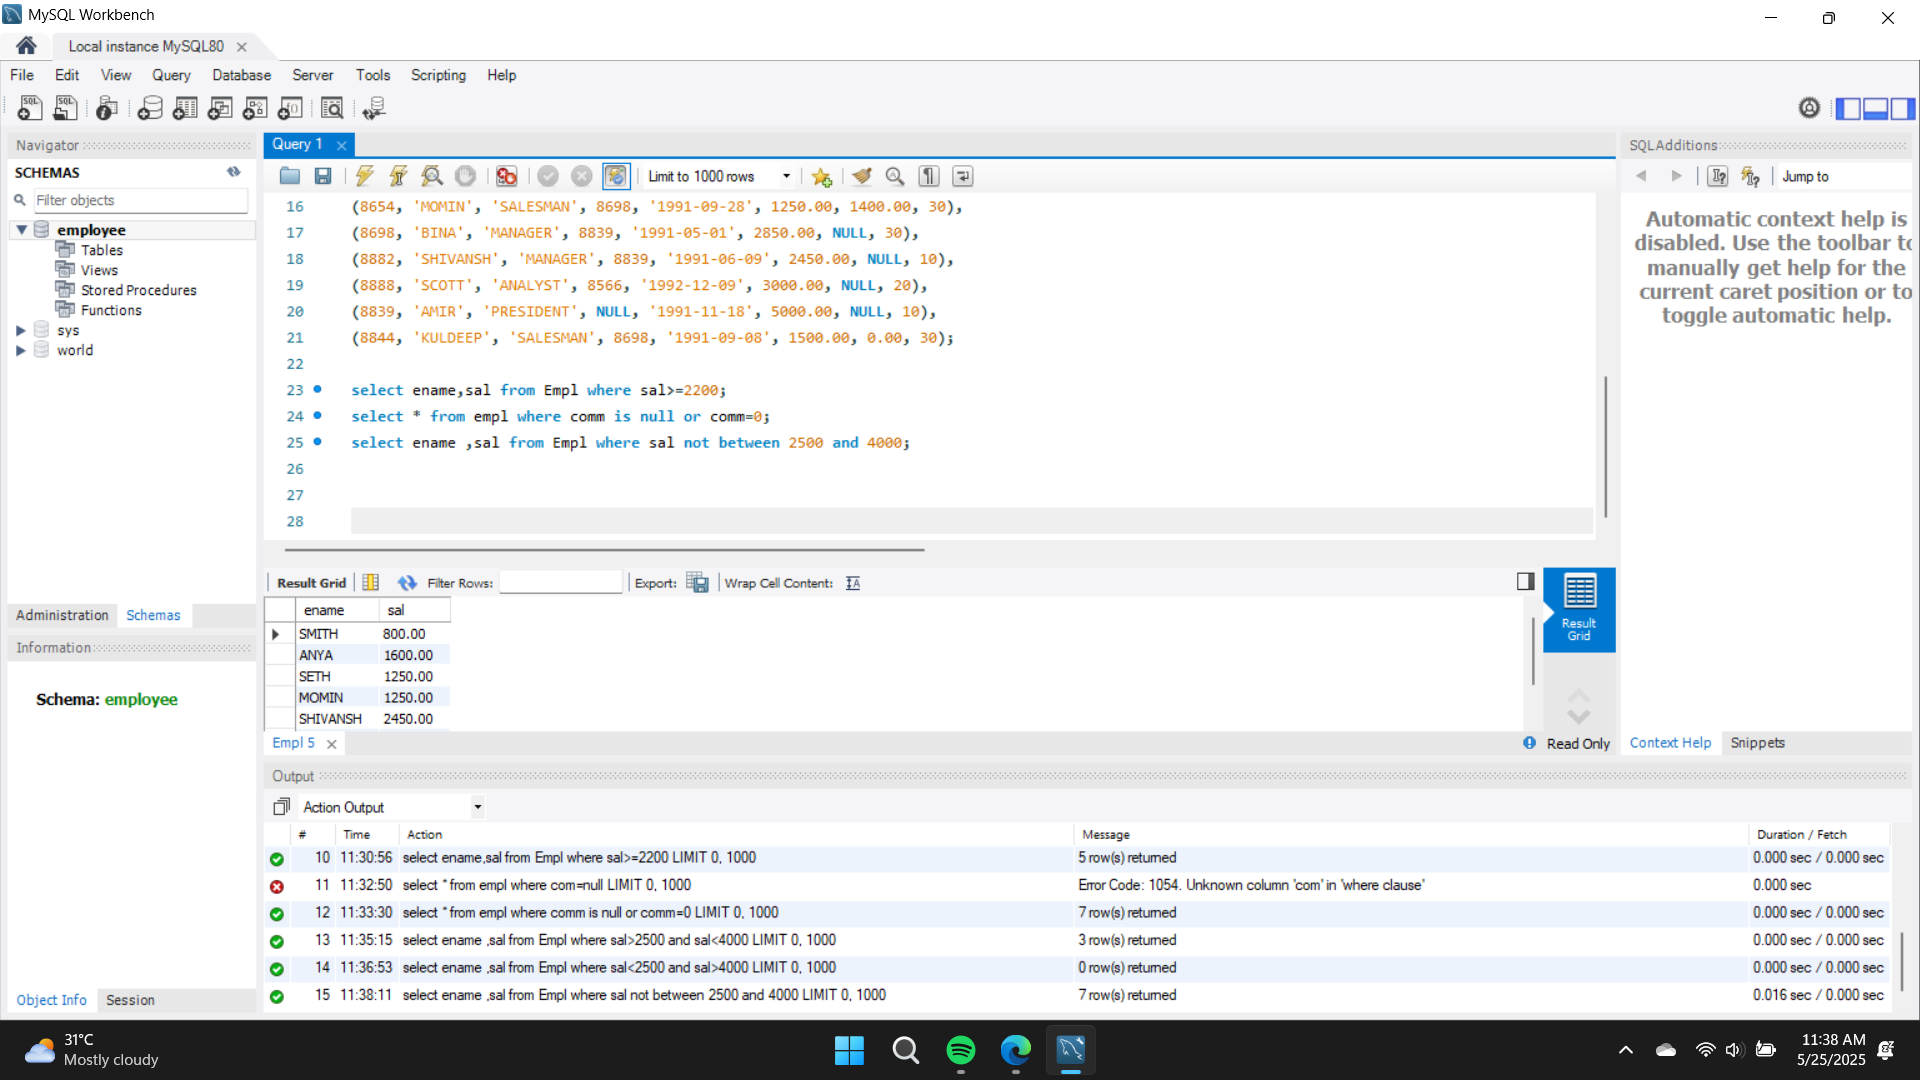 MySQL Workbench
Local instance MySQL80
File Edit View Query Database Server Tools Scripting Help
Navigator
SCHEMAS
Filter objects
employee
Tables
Views
Stored Procedures
Functions
sys
world
Administration Schemas
Information
Schema: employee
Object Info Session
Query 1
Limit to 1000 rows
16 (8654, 'MOMIN', 'SALESMAN', 8698, '1991-09-28', 1250.00, 1400.00, 30),
17 (8698, 'BINA', 'MANAGER', 8839, '1991-05-01', 2850.00, NULL, 30),
18 (8882, 'SHIVANSH', 'MANAGER', 8839, '1991-06-09', 2450.00, NULL, 10),
19 (8888, 'SCOTT', 'ANALYST', 8566, '1992-12-09', 3000.00, NULL, 20),
20 (8839, 'AMIR', 'PRESIDENT', NULL, '1991-11-18', 5000.00, NULL, 10),
21 (8844, 'KULDEEP', 'SALESMAN', 8698, '1991-09-08', 1500.00, 0.00, 30);
22
23 select ename,sal from Empl where sal>=2200;
24 select * from empl where comm is null or comm=0;
25 select ename ,sal from Empl where sal not between 2500 and 4000;
26
27
28
Result Grid Filter Rows: Export: Wrap Cell Content:
ename sal
SMITH 800.00
ANYA 1600.00
SETH 1250.00
MOMIN 1250.00
SHIVANSH 2450.00
Result
Grid
Empl 5
Read Only
SQLAdditions
Jump to
Automatic context help is
disabled. Use the toolbar to
manually get help for the
current caret position or to
toggle automatic help.
Context Help Snippets
Output
Action Output
# Time Action Message Duration / Fetch
10 11:30:56 select ename,sal from Empl where sal>=2200 LIMIT 0, 1000 5 row(s) returned 0.000 sec / 0.000 sec
11 11:32:50 select * from empl where com=null LIMIT 0, 1000 Error Code: 1054. Unknown column 'com' in 'where clause' 0.000 sec
12 11:33:30 select * from empl where comm is null or comm=0 LIMIT 0, 1000 7 row(s) returned 0.000 sec / 0.000 sec
13 11:35:15 select ename ,sal from Empl where sal>2500 and sal<4000 LIMIT 0, 1000 3 row(s) returned 0.000 sec / 0.000 sec
14 11:36:53 select ename ,sal from Empl where sal<2500 and sal>4000 LIMIT 0, 1000 0 row(s) returned 0.000 sec / 0.000 sec
15 11:38:11 select ename ,sal from Empl where sal not between 2500 and 4000 LIMIT 0, 1000 7 row(s) returned 0.016 sec / 0.000 sec
31°C
Mostly cloudy
11:38 AM
5/25/2025